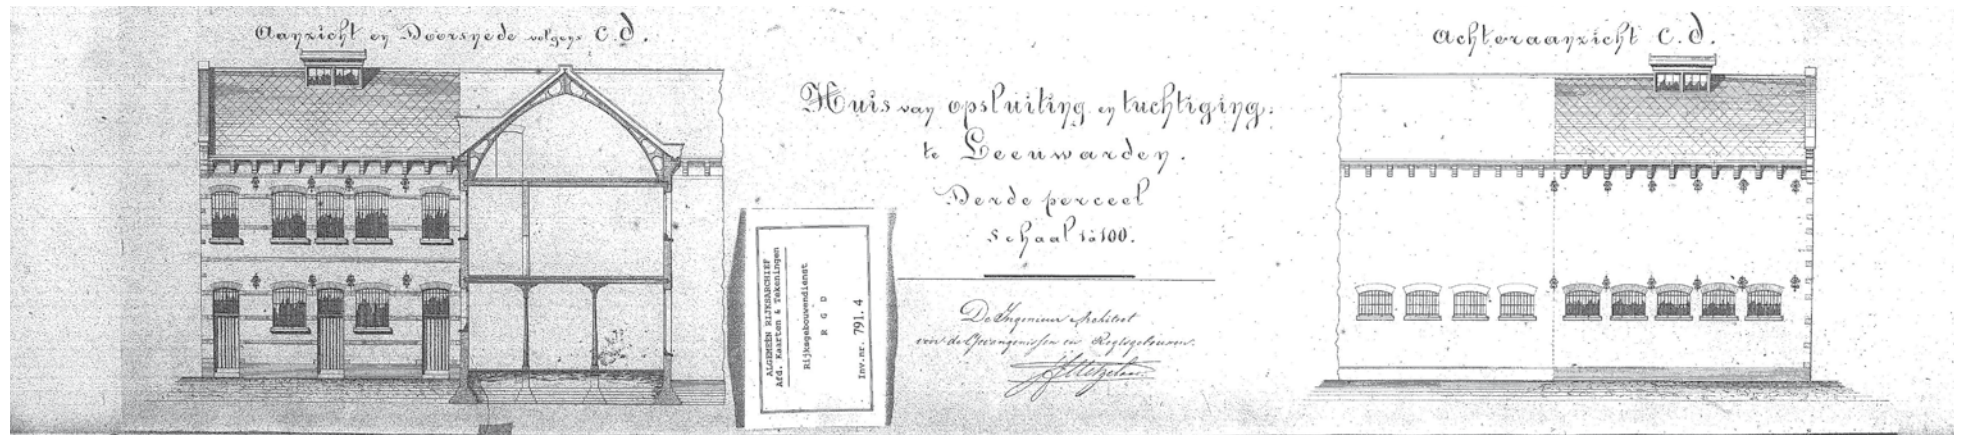 Aanzicht en Doorsnede volgens C.d.
Huis van opsluiting en tuchtiging.
te Leeuwarden.
Derde perceel
Schaal 1 à 100.
De Ingenieur Architect
voor de Gevangenissen en Regtsgebouwen.
ALGEMEEN RIJKSARCHIEF
Afd. Kaarten & Tekeningen
Rijksgebouwendienst
R G D
Inv.nr. 791.4
Achteraanzicht C.d.